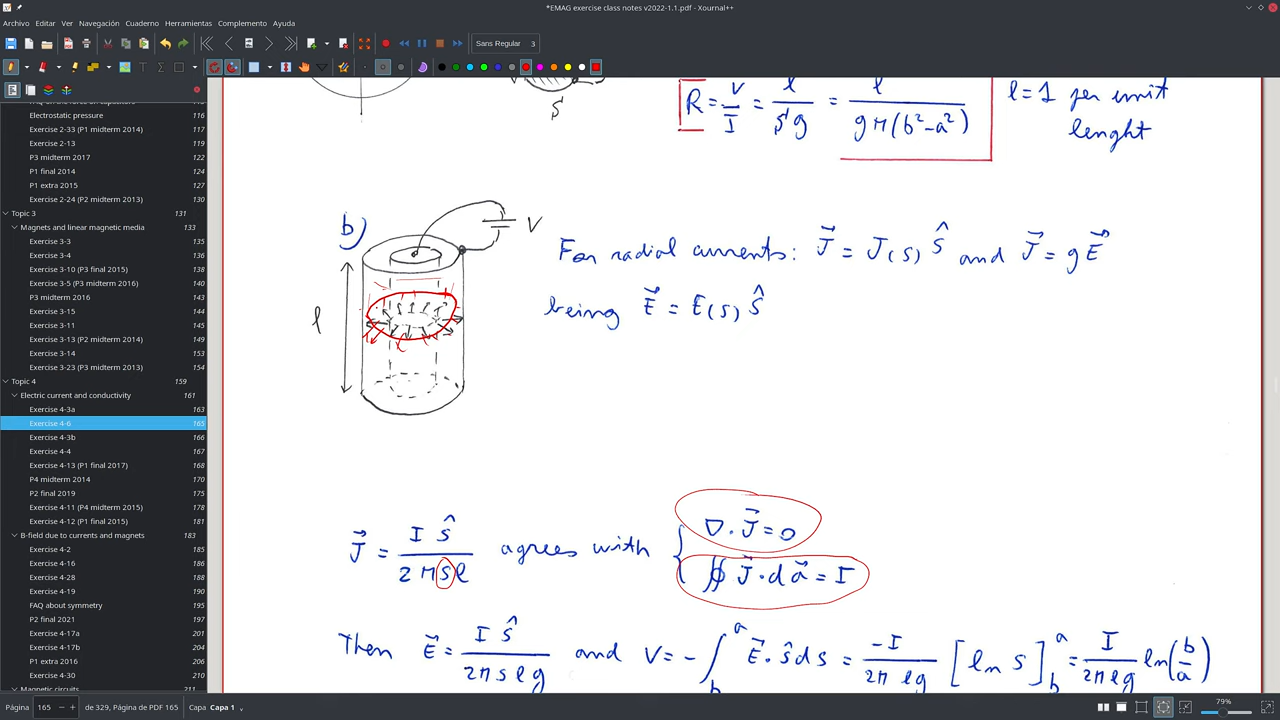 *EMAG exercise class notes v2022-1.1.pdf - Xournal++
Archivo Editar Ver Navegación Cuaderno Herramientas Complemento Ayuda
Sans Regular 3
Electrostatic pressure 116
Exercise 2-33 (P1 midterm 2014) 117
Exercise 2-13 119
P3 midterm 2017 122
P1 final 2014 124
P1 extra 2015 127
Exercise 2-24 (P2 midterm 2013) 130
Topic 3 131
Magnets and linear magnetic media 133
Exercise 3-3 135
Exercise 3-4 136
Exercise 3-10 (P3 final 2015) 138
Exercise 3-5 (P3 midterm 2016) 140
P3 midterm 2016 143
Exercise 3-15 144
Exercise 3-11 145
Exercise 3-13 (P2 midterm 2014) 149
Exercise 3-14 153
Exercise 3-23 (P3 midterm 2013) 154
Topic 4 159
Electric current and conductivity 161
Exercise 4-3a 163
Exercise 4-6 165
Exercise 4-3b 166
Exercise 4-4 167
Exercise 4-13 (P1 final 2017) 168
P4 midterm 2014 170
P2 final 2019 175
Exercise 4-11 (P4 midterm 2015) 178
Exercise 4-12 (P1 final 2015) 181
B-field due to currents and magnets 183
Exercise 4-2 185
Exercise 4-16 186
Exercise 4-28 188
Exercise 4-19 190
FAQ about symmetry 195
P2 final 2021 197
Exercise 4-17a 201
Exercise 4-17b 204
P1 extra 2016 206
Exercise 4-30 210
Magnetic circuits 211
S
R = V/I = l/(S g) = l/(g π (b² - a²)) l = 1 per unit
lenght
b) V
l
For radial currents: J⃗ = J(s) ŝ and J⃗ = g E⃗
being E⃗ = E(s) ŝ
J⃗ = I ŝ/(2 π s l) agrees with { ∇ · J⃗ = 0
∯ J⃗ · d a⃗ = I
Then E⃗ = I ŝ/(2π s l g) and V = - ∫_b^a E⃗ · ŝ ds = -I/(2π l g) [ln s]_b^a = I/(2π l g) ln(b/a)
Página 165 de 329, Página de PDF 165 Capa Capa 1 79%